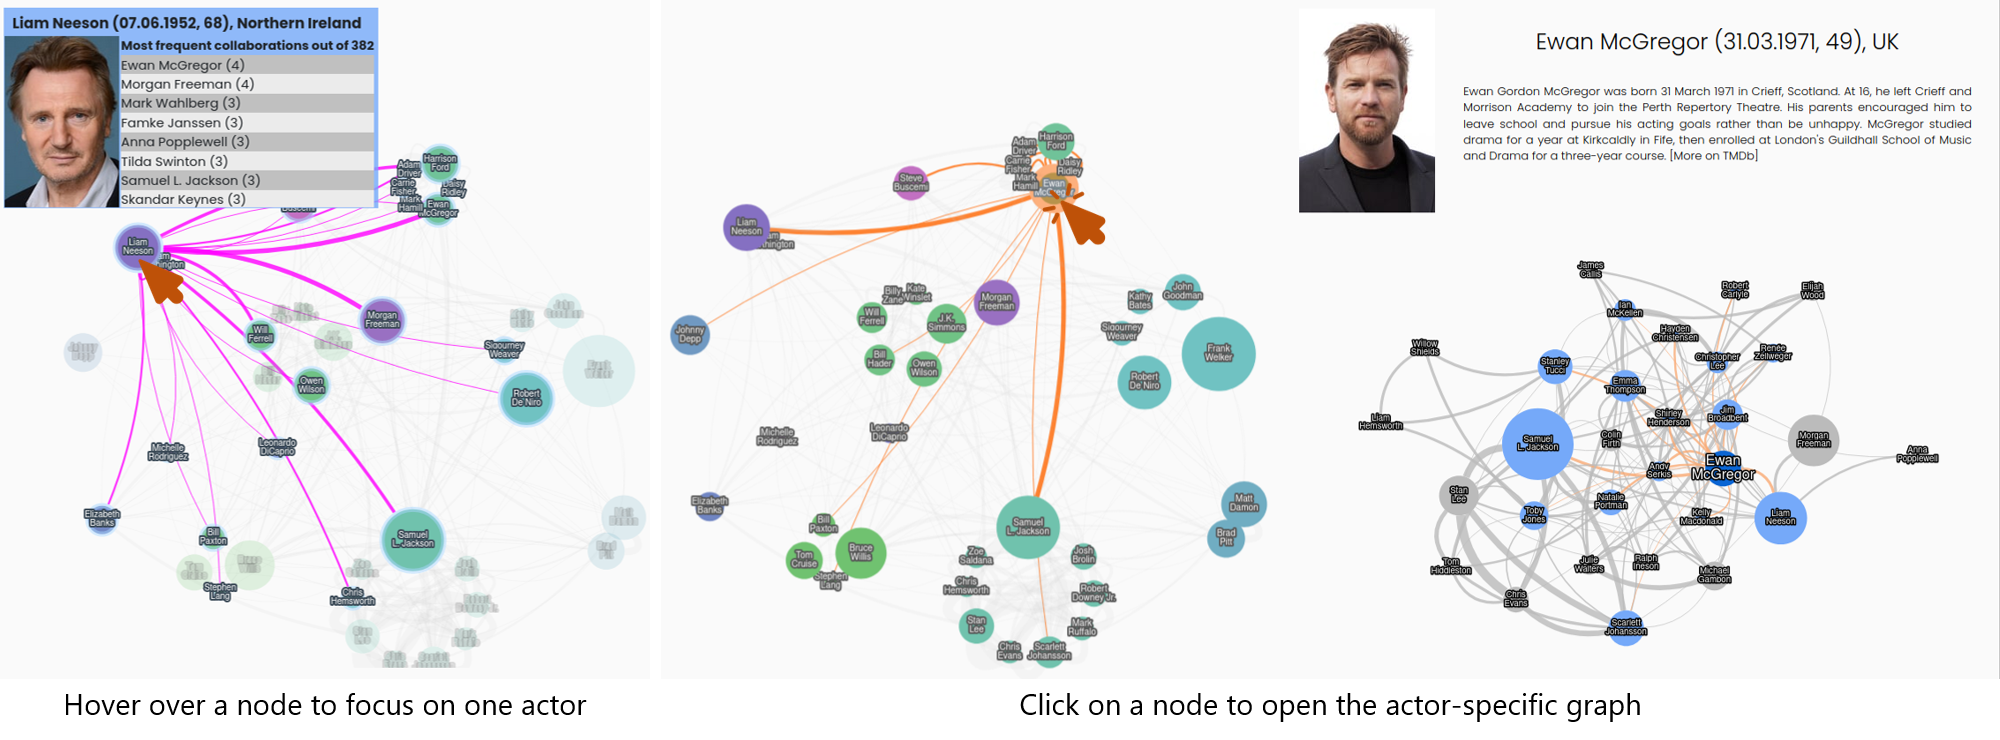 Liam Neeson (07.06.1952, 68), Northern Ireland
Most frequent collaborations out of 382
Ewan McGregor (4)
Morgan Freeman (4)
Mark Wahlberg (3)
Famke Janssen (3)
Anna Popplewell (3)
Tilda Swinton (3)
Samuel L. Jackson (3)
Skandar Keynes (3)
Adam
Driver
Harrison
Ford
Carrie
Fisher
Daisy
Ridley
Mark
Hamill
Ewan
McGregor
Liam
Neeson
Morgan
Freeman
Will
Ferrell
Sigourney
Weaver
Owen
Wilson
Robert
De Niro
Michelle
Rodriguez
Leonardo
DiCaprio
Elizabeth
Banks
Bill
Paxton
Samuel
L. Jackson
Stephen
Lang
Chris
Hemsworth
Hover over a node to focus on one actor
Adam
Driver
Harrison
Ford
Carrie
Fisher
Daisy
Ridley
Mark
Hamill
Ewan
McGregor
Steve
Buscemi
Liam
Neeson
Billy
Zane
Kate
Winslet
Morgan
Freeman
Kathy
Bates
John
Goodman
Will
Ferrell
J.K.
Simmons
Johnny
Depp
Sigourney
Weaver
Bill
Hader
Owen
Wilson
Frank
Welker
Robert
De Niro
Michelle
Rodriguez
Leonardo
DiCaprio
Elizabeth
Banks
Matt
Damon
Bill
Paxton
Samuel
L. Jackson
Brad
Pitt
Tom
Cruise
Bruce
Willis
Stephen
Lang
Zoe
Saldana
Josh
Brolin
Chris
Hemsworth
Robert
Downey Jr.
Stan
Lee
Mark
Ruffalo
Chris
Evans
Scarlett
Johansson
Ewan McGregor (31.03.1971, 49), UK
Ewan Gordon McGregor was born 31 March 1971 in Crieff, Scotland. At 16, he left Crieff and
Morrison Academy to join the Perth Repertory Theatre. His parents encouraged him to
leave school and pursue his acting goals rather than be unhappy. McGregor studied
drama for a year at Kirkcaldly in Fife, then enrolled at London's Guildhall School of Music
and Drama for a three-year course. [More on TMDb]
James
Callis
Robert
Carlyle
Elijah
Wood
Ian
McKellen
Hayden
Christensen
Willow
Shields
Christopher
Lee
Renée
Zellweger
Stanley
Tucci
Emma
Thompson
Liam
Hemsworth
Shirley
Henderson
Jim
Broadbent
Samuel
L. Jackson
Colin
Firth
Morgan
Freeman
Anna
Popplewell
Andy
Serkis
Ewan
McGregor
Stan
Lee
Natalie
Portman
Toby
Jones
Kelly
Macdonald
Liam
Neeson
Tom
Hiddleston
Julie
Walters
Ralph
Ineson
Michael
Gambon
Chris
Evans
Scarlett
Johansson
Click on a node to open the actor-specific graph